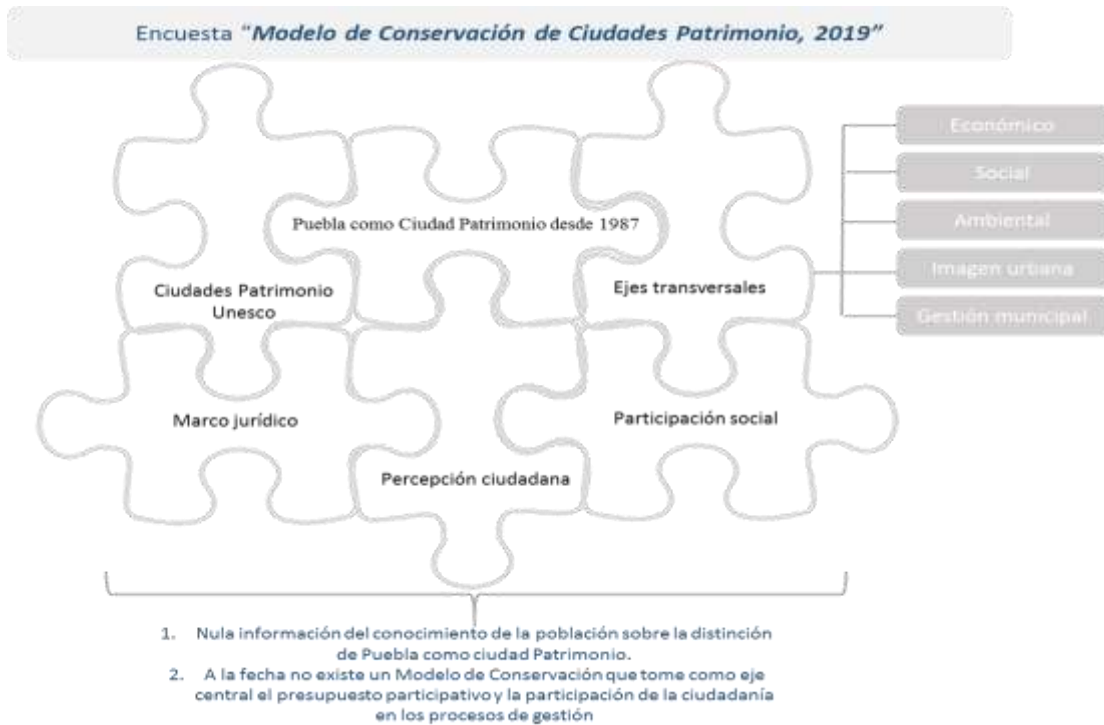 Encuesta "Modelo de Conservación de Ciudades Patrimonio, 2019"
Puebla como Ciudad Patrimonio desde 1987
Ciudades Patrimonio
Unesco
Ejes transversales
Económico
Social
Ambiental
Imagen urbana
Gestión municipal
Marco jurídico
Participación social
Percepción ciudadana
1. Nula información del conocimiento de la población sobre la distinción
de Puebla como ciudad Patrimonio.
2. A la fecha no existe un Modelo de Conservación que tome como eje
central el presupuesto participativo y la participación de la ciudadanía
en los procesos de gestión